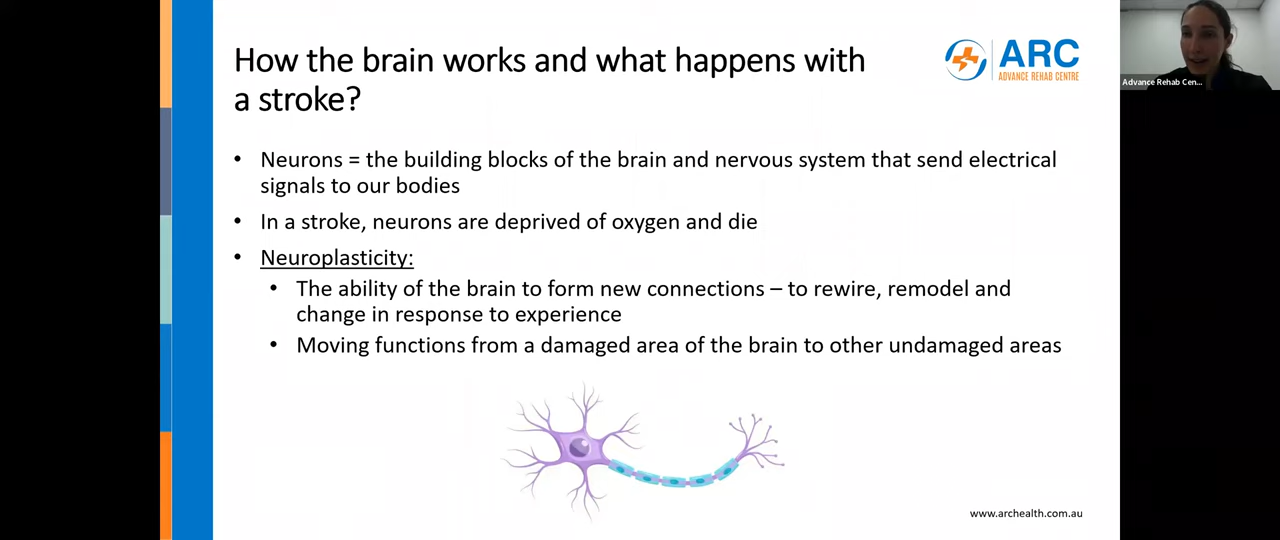 How the brain works and what happens with
a stroke?
ARC
ADVANCE REHAB CENTRE
Advance Rehab Cen...
• Neurons = the building blocks of the brain and nervous system that send electrical
signals to our bodies
• In a stroke, neurons are deprived of oxygen and die
• Neuroplasticity:
• The ability of the brain to form new connections – to rewire, remodel and
change in response to experience
• Moving functions from a damaged area of the brain to other undamaged areas
www.archealth.com.au